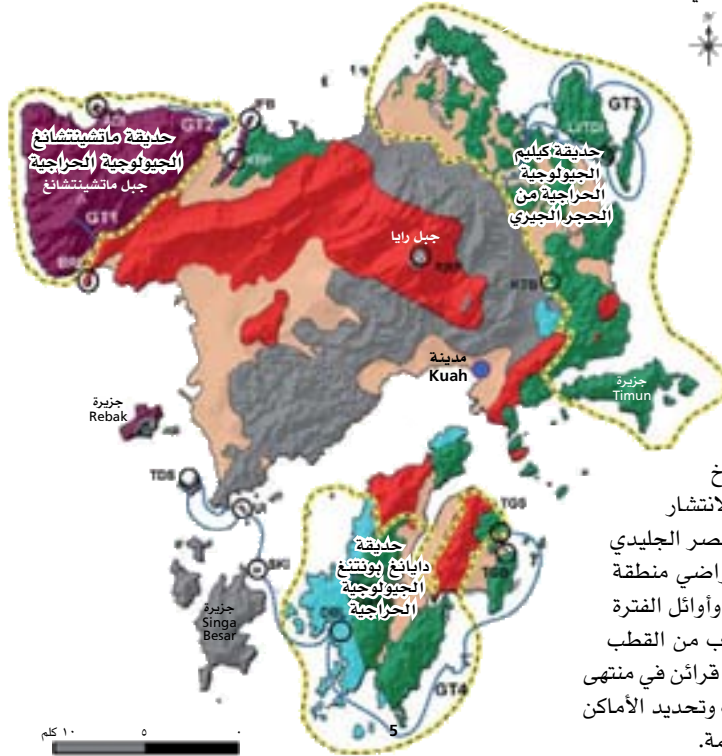 GT3
GT2
حديقة ماتشينتشانغ
الجيولوجية الحراجية
جبل ماتشينتشانغ
GT1
حديقة كيليم
الجيولوجية
الحراجية من
الحجر الجيري
جبل رايا
مدينة
Kuah
جزيرة
Timun
جزيرة
Rebak
TDS
TGS
حديقة
دايانغ بونتنغ
الجيولوجية
الحراجية
جزيرة
Singa
Besar
GT4
5
١٠ كلم
٥
٠
لانتشار
صر الجليدي
راضي منطقة
وأوائل الفترة
ب من القطب
قرائن في منتهى
وتحديد الأماكن
مة.